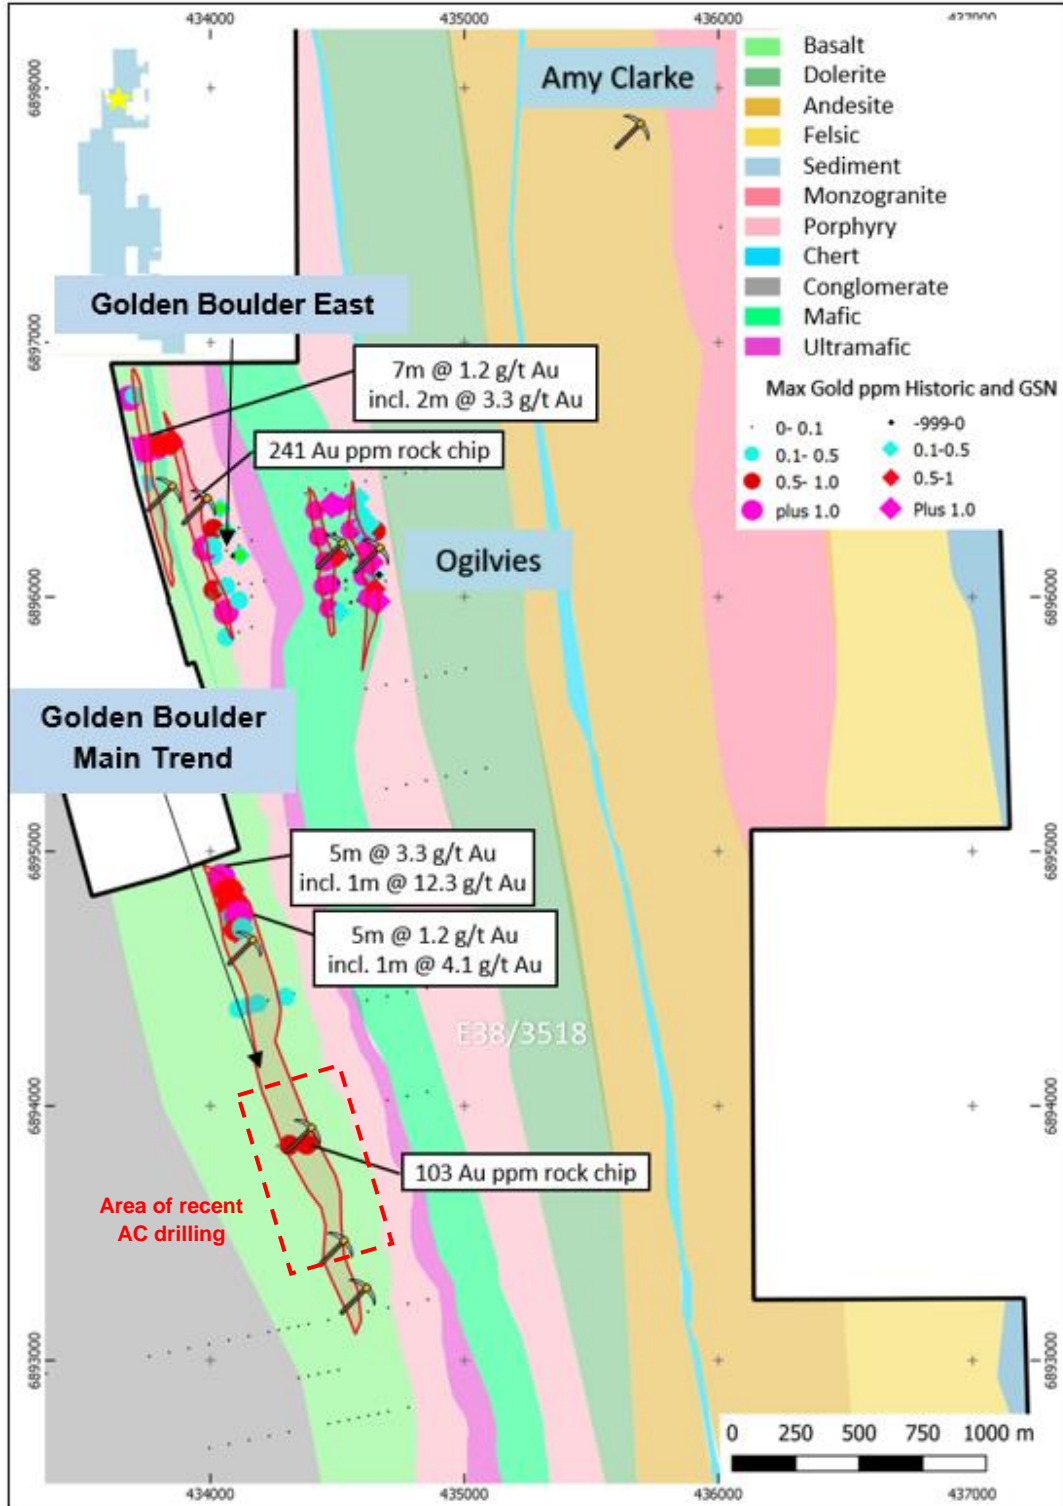 434000
435000
436000
437000
6898000
Amy Clarke
Basalt
Dolerite
Andesite
Felsic
Sediment
Monzogranite
Porphyry
Chert
Conglomerate
Mafic
Ultramafic
Max Gold ppm Historic and GSN
0- 0.1
-999-0
0.1- 0.5
0.1-0.5
0.5- 1.0
0.5-1
plus 1.0
Plus 1.0
Golden Boulder East
6897000
7m @ 1.2 g/t Au
incl. 2m @ 3.3 g/t Au
241 Au ppm rock chip
Ogilvies
6896000
6896000
Golden Boulder
Main Trend
6895000
6895000
5m @ 3.3 g/t Au
incl. 1m @ 12.3 g/t Au
5m @ 1.2 g/t Au
incl. 1m @ 4.1 g/t Au
E38/3518
6894000
6894000
103 Au ppm rock chip
Area of recent
AC drilling
6893000
6893000
0 250 500 750 1000 m
434000
435000
436000
437000